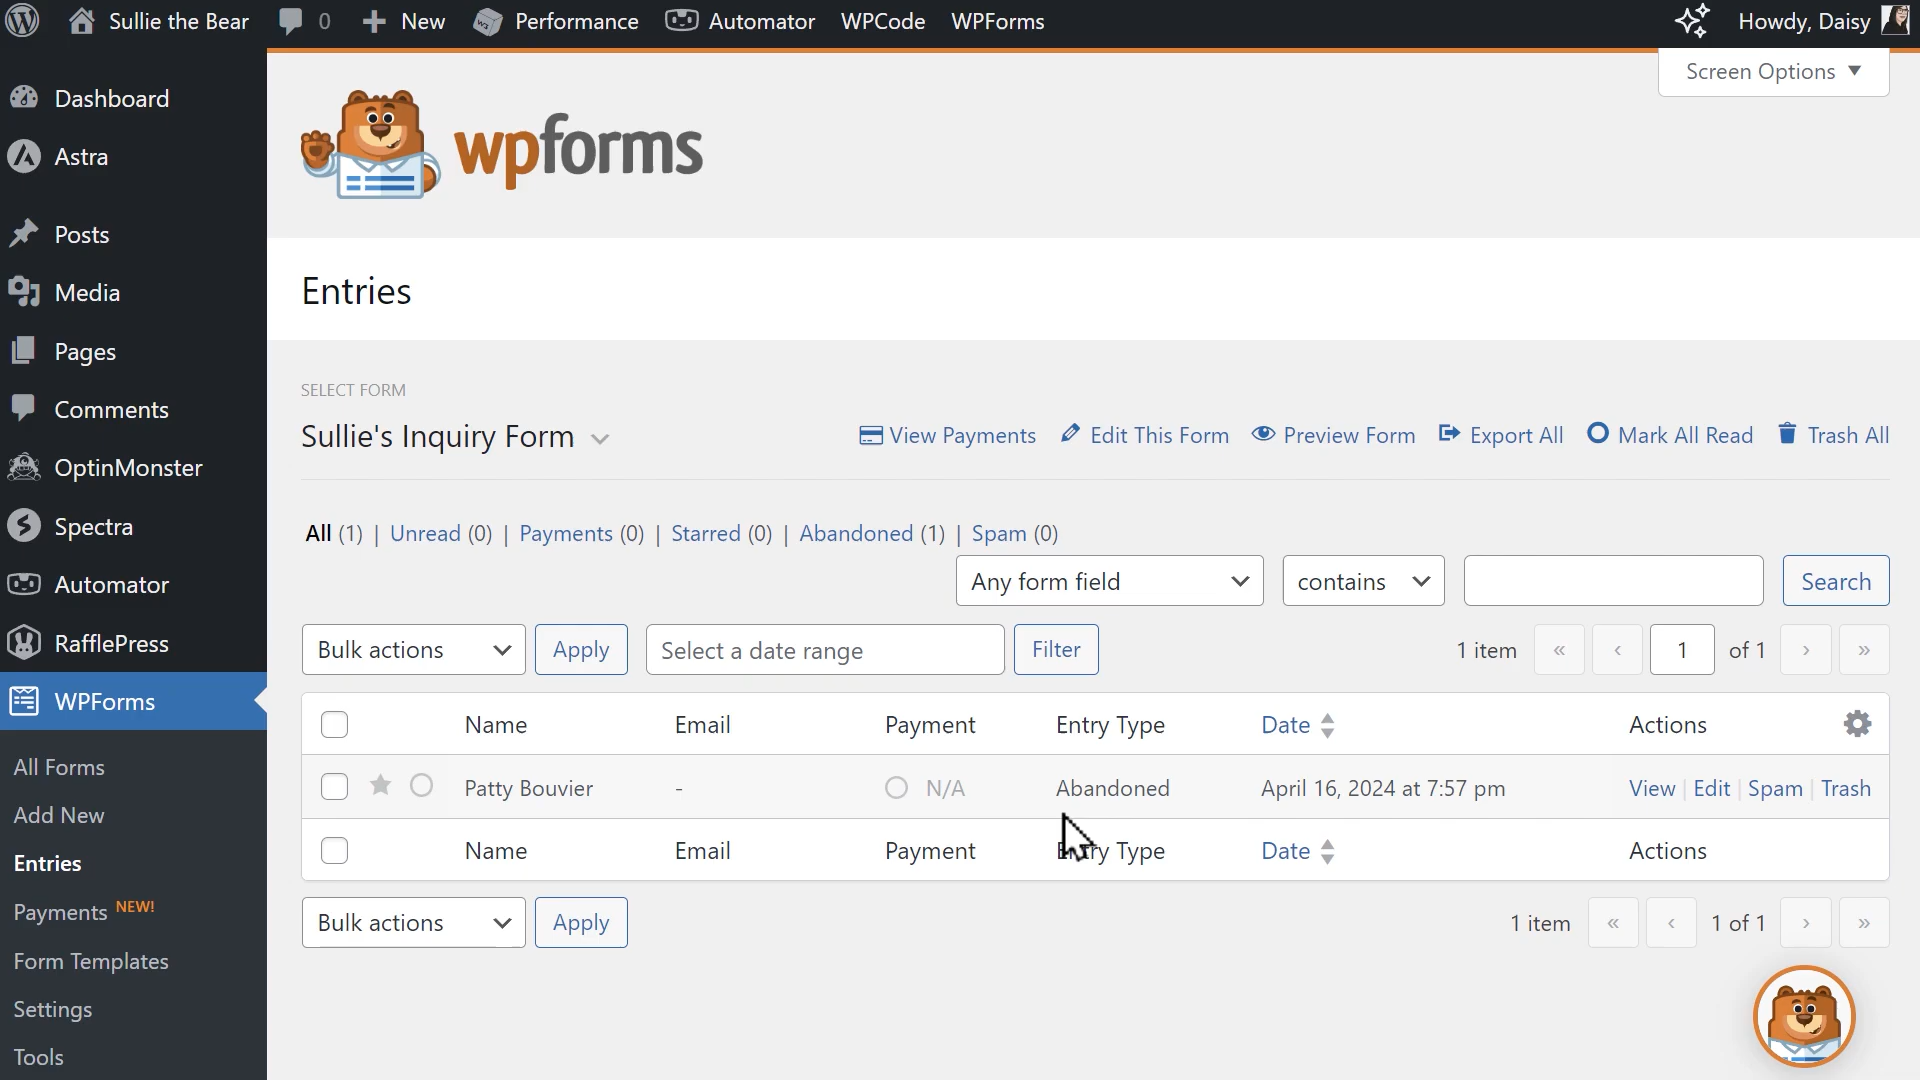 Sullie the Bear 0 New Performance Automator WPCode WPForms Howdy, Daisy
Screen Options
Dashboard
Astra
Posts
Media
Pages
Comments
OptinMonster
Spectra
Automator
RafflePress
WPForms
All Forms
Add New
Entries
Payments NEW!
Form Templates
Settings
Tools
wpforms
Entries
SELECT FORM
Sullie's Inquiry Form View Payments Edit This Form Preview Form Export All Mark All Read Trash All
All (1) | Unread (0) | Payments (0) | Starred (0) | Abandoned (1) | Spam (0)
Any form field contains Search
Bulk actions Apply Select a date range Filter 1 item « ‹ 1 of 1 › »
Name Email Payment Entry Type Date Actions
Patty Bouvier - N/A Abandoned April 16, 2024 at 7:57 pm View | Edit | Spam | Trash
Name Email Payment Entry Type Date Actions
Bulk actions Apply 1 item « ‹ 1 of 1 › »